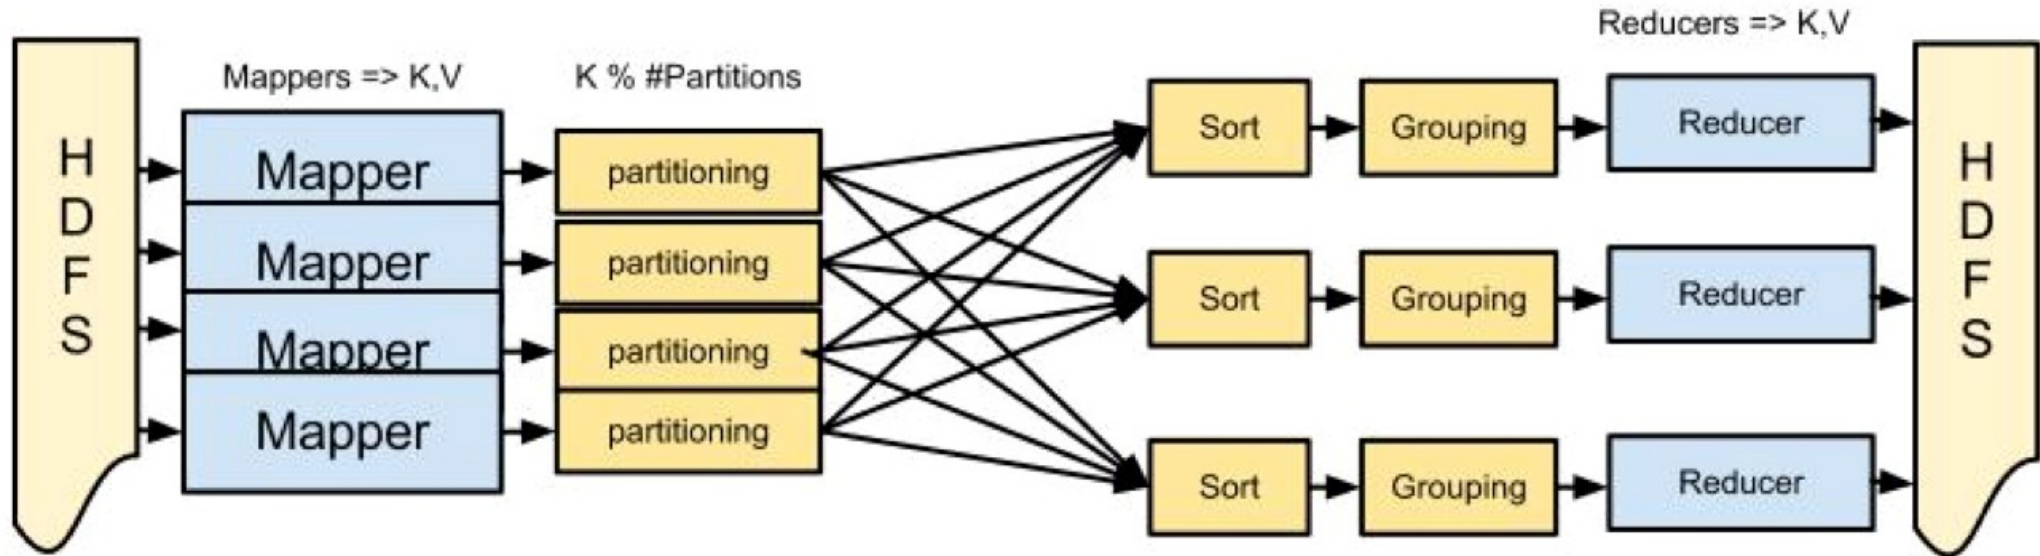 Reducers => K,V
Mappers => K,V
K % #Partitions
H
D
F
S
Mapper
Mapper
Mapper
Mapper
partitioning
partitioning
partitioning
partitioning
Sort
Grouping
Reducer
Sort
Grouping
Reducer
Sort
Grouping
Reducer
H
D
F
S